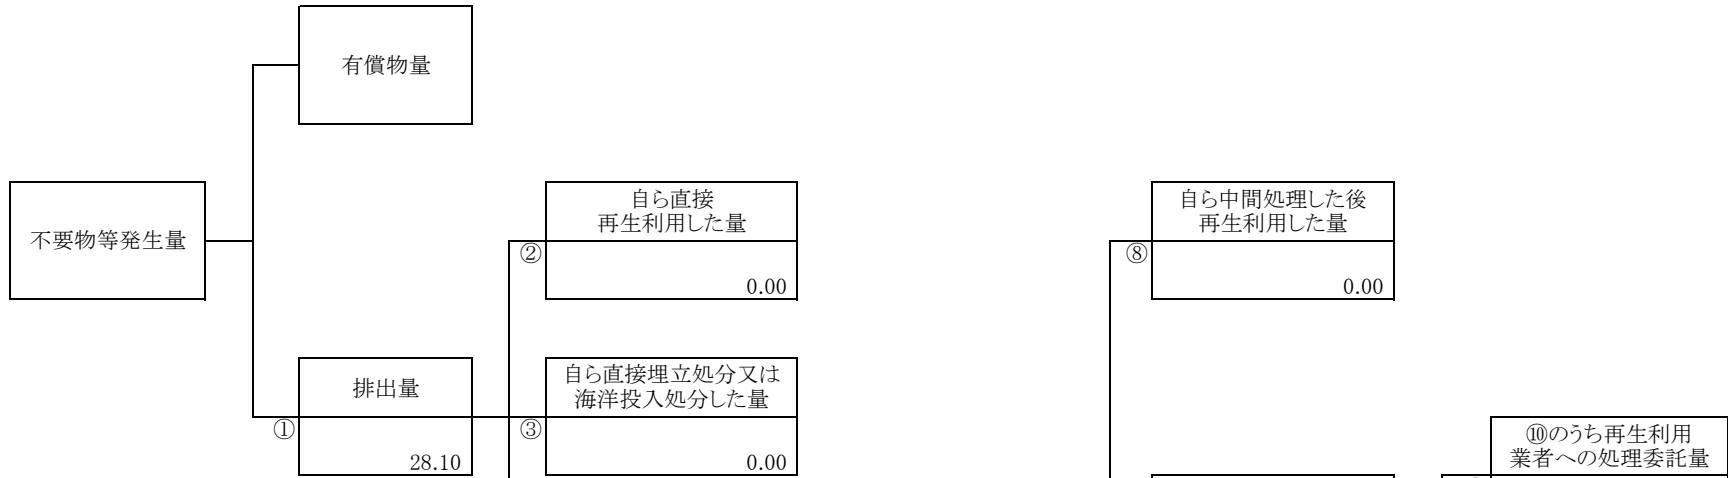 有償物量
不要物等発生量
自ら直接
再生利用した量
②
0.00
自ら中間処理した後
再生利用した量
⑧
0.00
排出量
①
28.10
自ら直接埋立処分又は
海洋投入処分した量
③
0.00
⑩のうち再生利用
業者への処理委託量